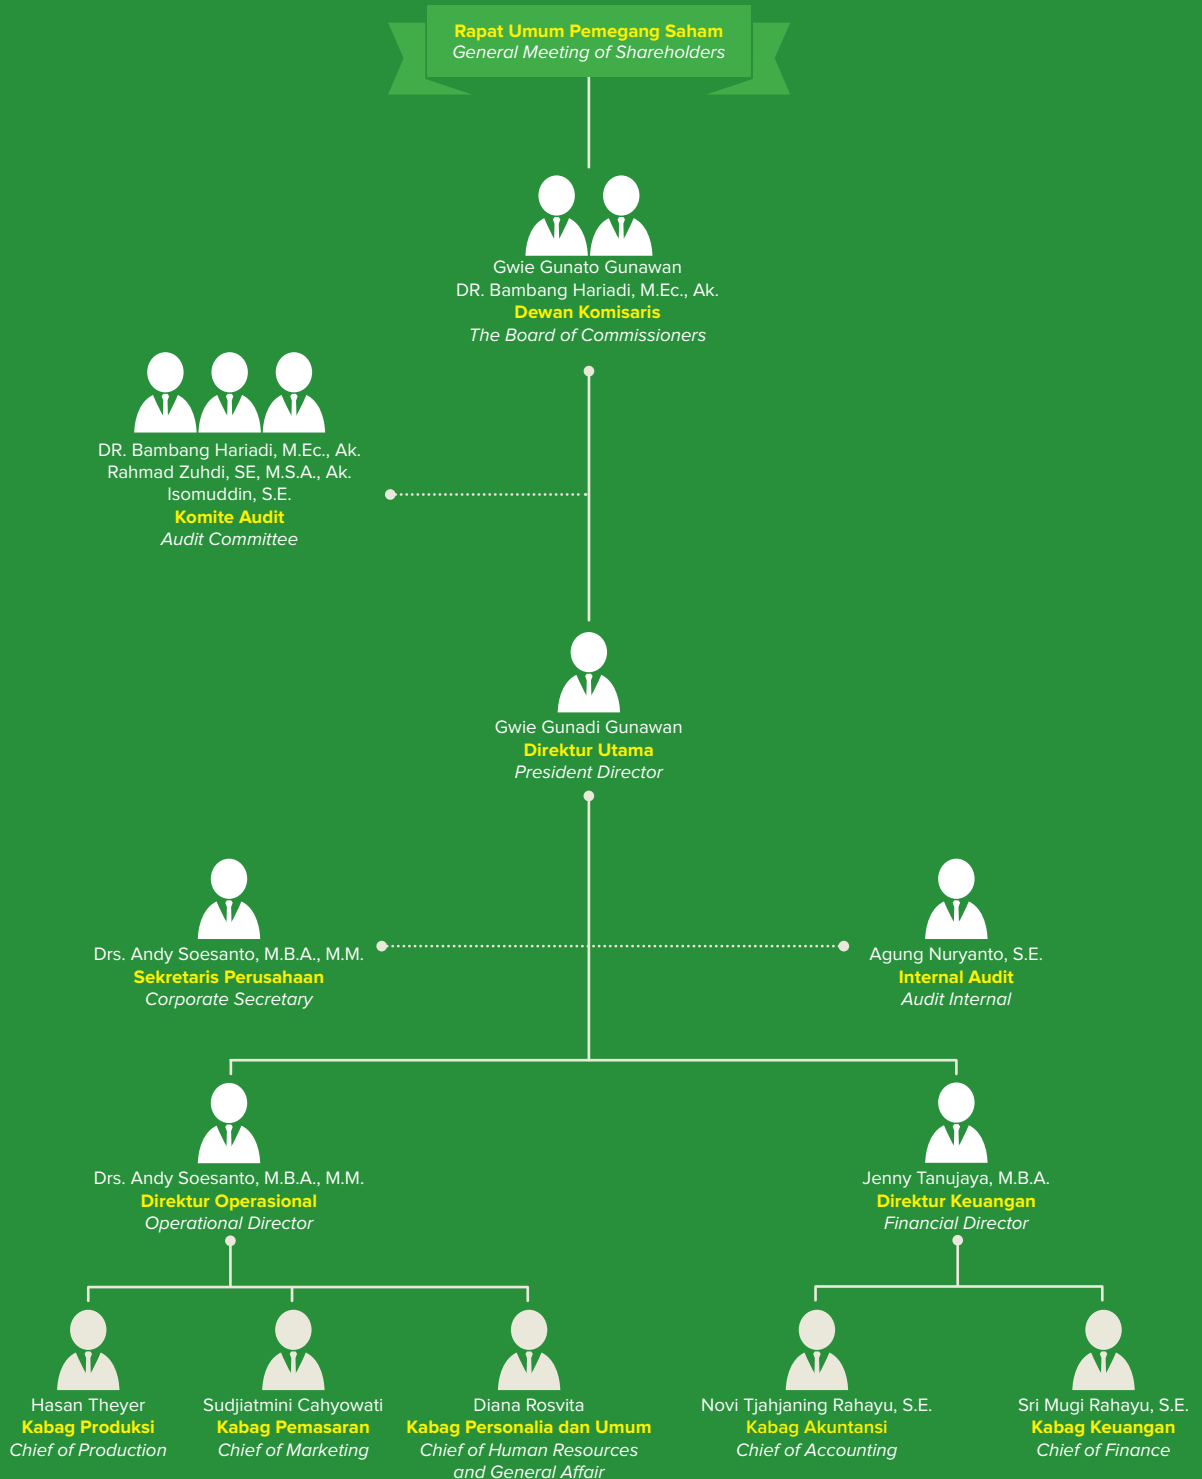 Rapat Umum Pemegang Saham
General Meeting of Shareholders
Gwie Gunato Gunawan
DR. Bambang Hariadi, M.Ec., Ak.
Dewan Komisaris
The Board of Commissioners
DR. Bambang Hariadi, M.Ec., Ak.
Rahmad Zuhdi, SE, M.S.A., Ak.
Isomuddin, S.E.
Komite Audit
Audit Committee
Gwie Gunadi Gunawan
Direktur Utama
President Director
Drs. Andy Soesanto, M.B.A., M.M.
Sekretaris Perusahaan
Corporate Secretary
Agung Nuryanto, S.E.
Internal Audit
Audit Internal
Drs. Andy Soesanto, M.B.A., M.M.
Direktur Operasional
Operational Director
Jenny Tanujaya, M.B.A.
Direktur Keuangan
Financial Director
Hasan Theyer
Kabag Produksi
Chief of Production
Sudjiatmini Cahyowati
Kabag Pemasaran
Chief of Marketing
Diana Rosvita
Kabag Personalia dan Umum
Chief of Human Resources
and General Affair
Novi Tjahjaning Rahayu, S.E.
Kabag Akuntansi
Chief of Accounting
Sri Mugi Rahayu, S.E.
Kabag Keuangan
Chief of Finance